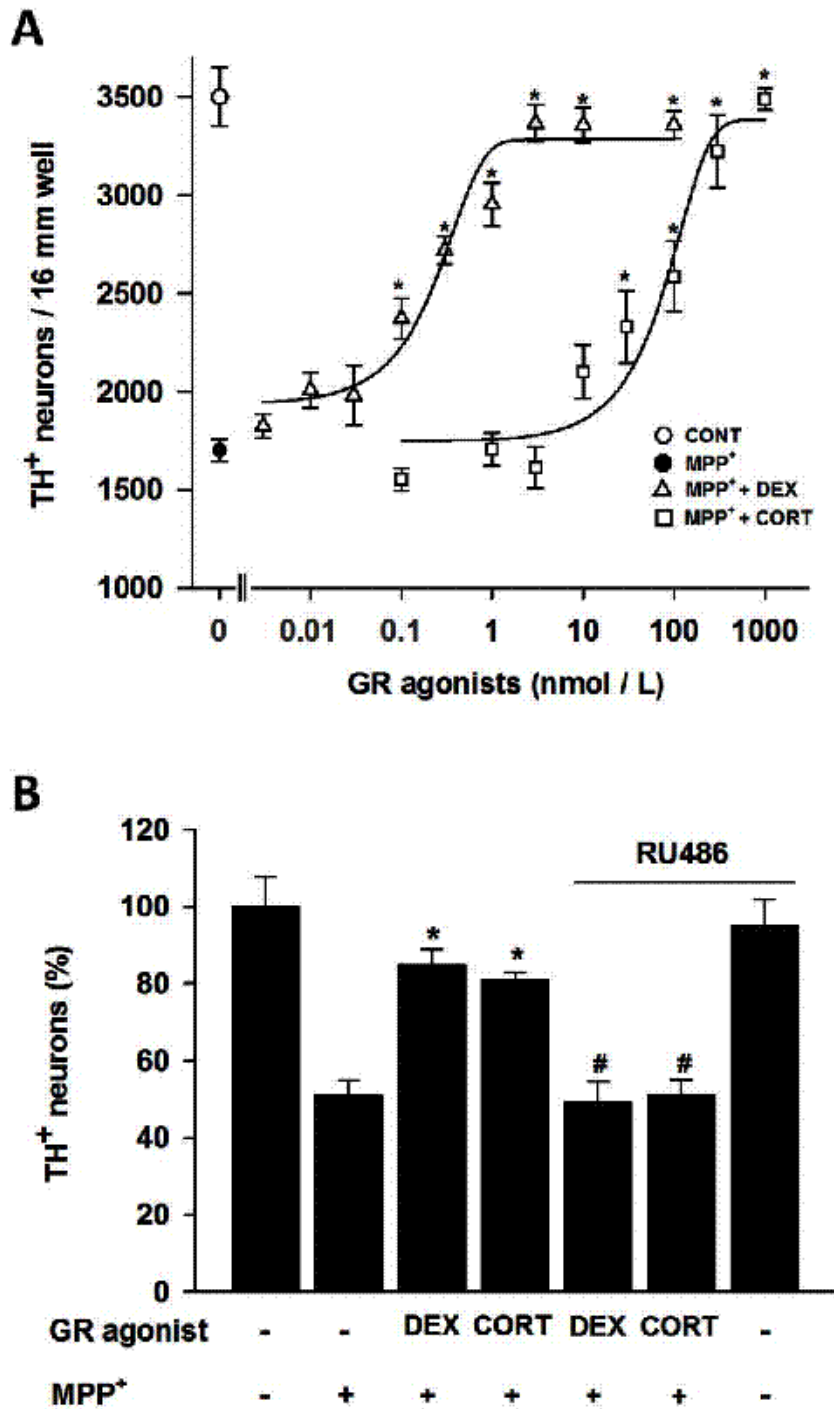 A
3500
3000
2500
2000
1500
1000
TH+ neurons / 16 mm well
* * * * * * * * * * *
CONT
MPP+
MPP+ + DEX
MPP+ + CORT
0 0.01 0.1 1 10 100 1000
GR agonists (nmol / L)
B
120
100
80
60
40
20
0
TH+ neurons (%)
RU486
* * # #
GR agonist - - DEX CORT DEX CORT -
MPP+ - + + + + + -